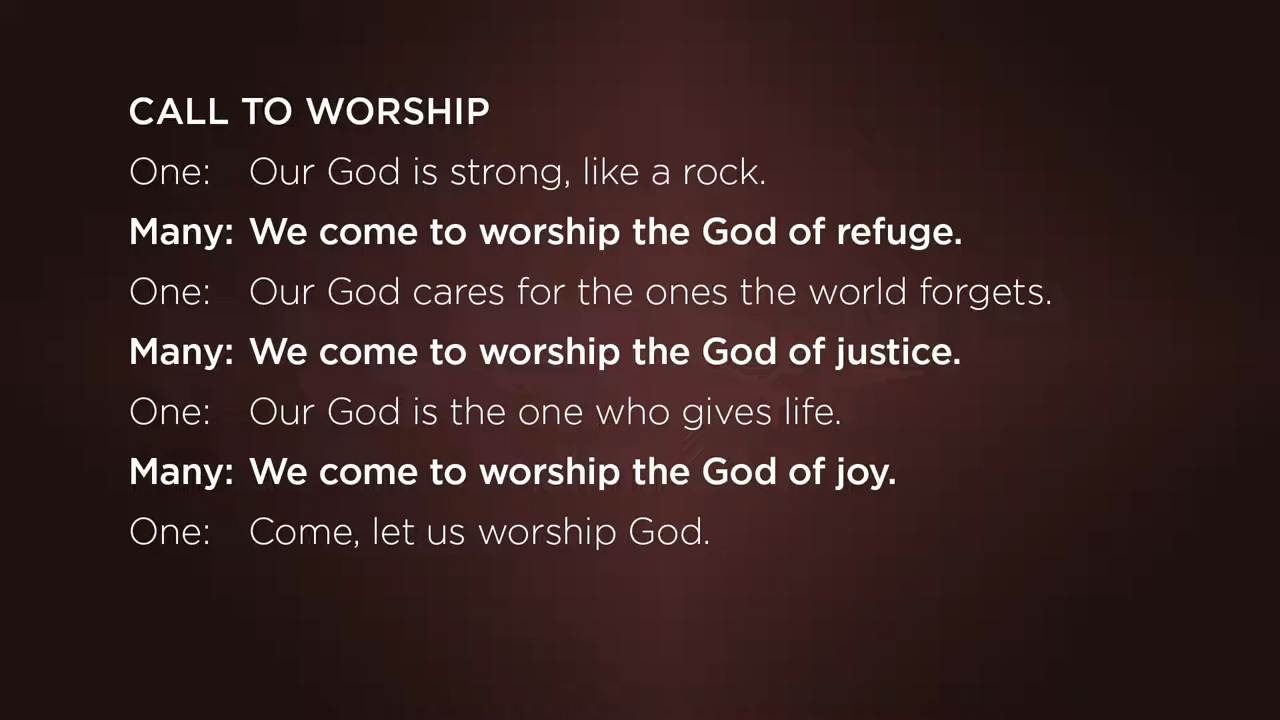 CALL TO WORSHIP
One: Our God is strong, like a rock.
Many: We come to worship the God of refuge.
One: Our God cares for the ones the world forgets.
Many: We come to worship the God of justice.
One: Our God is the one who gives life.
Many: We come to worship the God of joy.
One: Come, let us worship God.